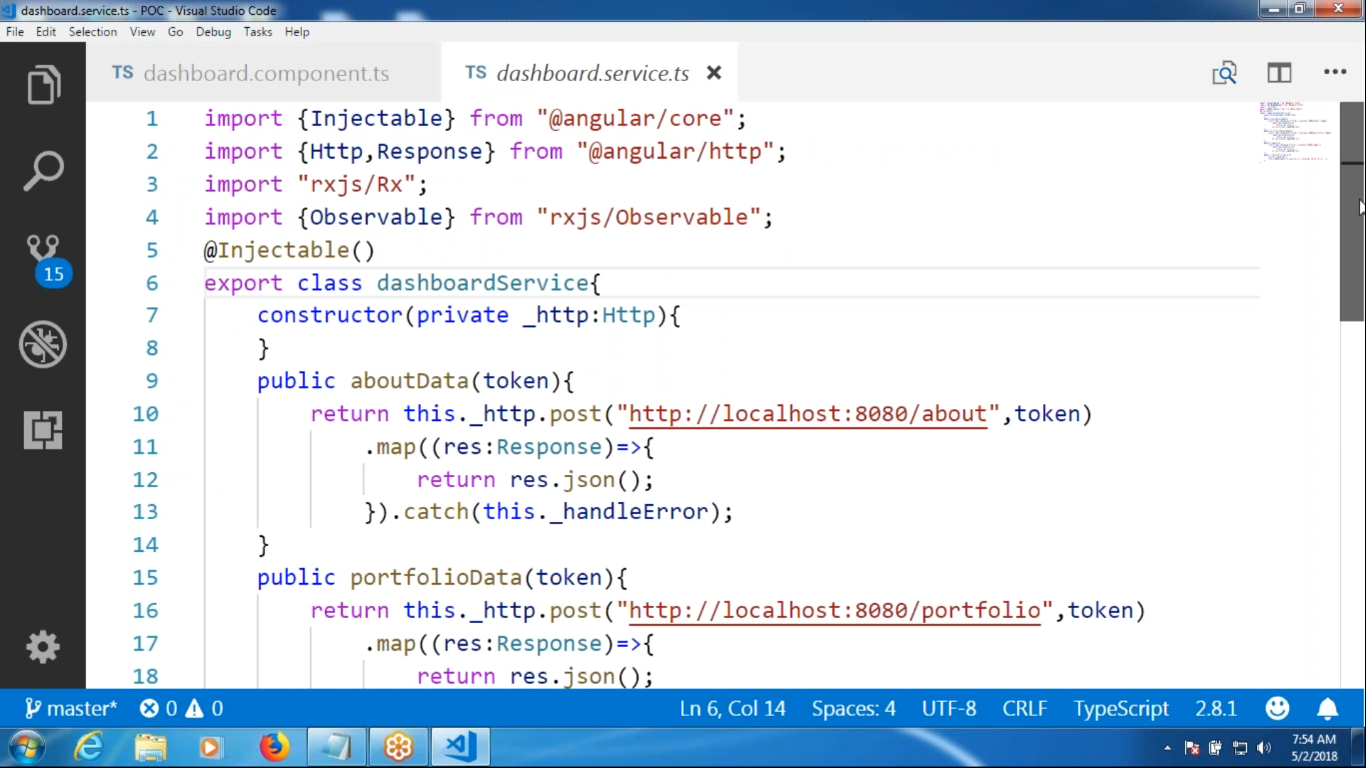 dashboard.service.ts - POC - Visual Studio Code
File Edit Selection View Go Debug Tasks Help
TS dashboard.component.ts TS dashboard.service.ts
1 import {Injectable} from "@angular/core";
2 import {Http,Response} from "@angular/http";
3 import "rxjs/Rx";
4 import {Observable} from "rxjs/Observable";
5 @Injectable()
6 export class dashboardService{
7 constructor(private _http:Http){
8 }
9 public aboutData(token){
10 return this._http.post("http://localhost:8080/about",token)
11 .map((res:Response)=>{
12 return res.json();
13 }).catch(this._handleError);
14 }
15 public portfolioData(token){
16 return this._http.post("http://localhost:8080/portfolio",token)
17 .map((res:Response)=>{
18 return res.json();
15
master* 0 0 Ln 6, Col 14 Spaces: 4 UTF-8 CRLF TypeScript 2.8.1
7:54 AM
5/2/2018